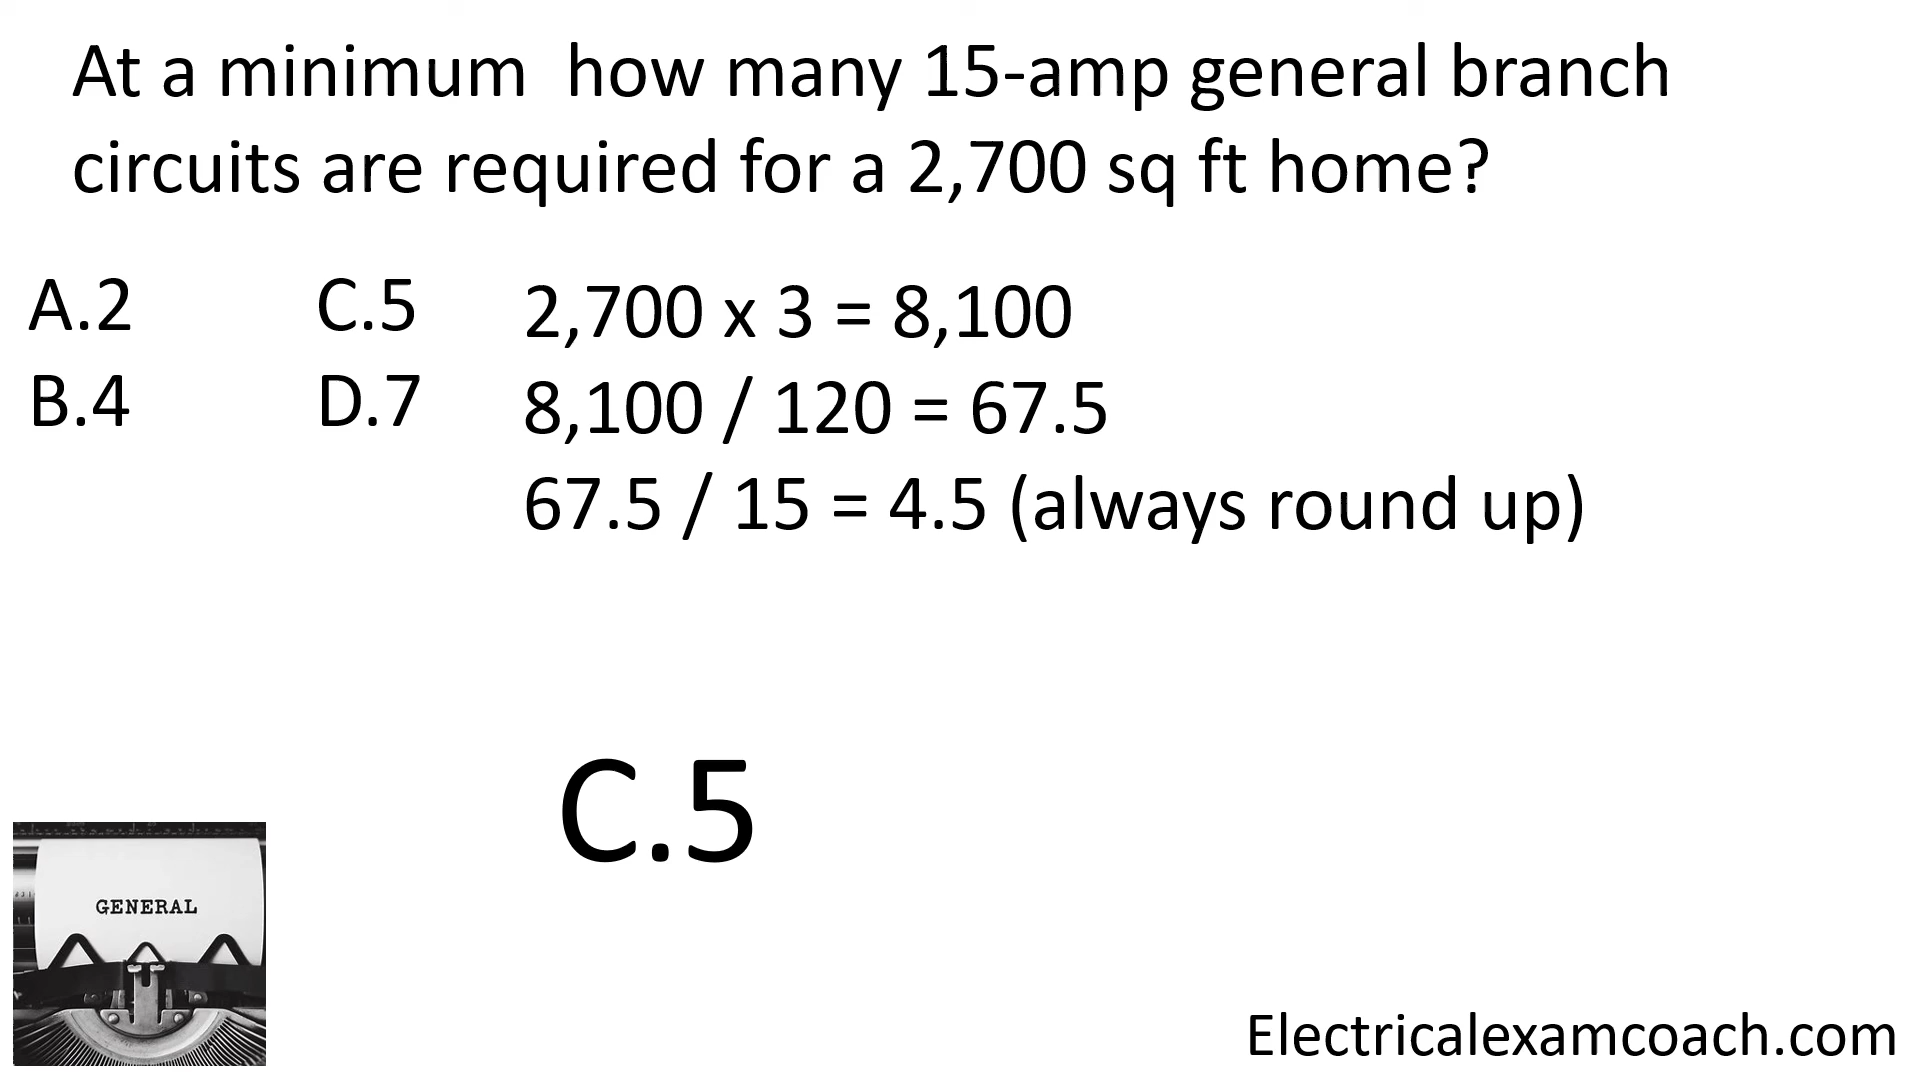 At a minimum  how many 15-amp general branch
circuits are required for a 2,700 sq ft home?
A.2
C.5
B.4
D.7
2,700 x 3 = 8,100
8,100 / 120 = 67.5
67.5 / 15 = 4.5 (always round up)
C.5
GENERAL
Electricalexamcoach.com